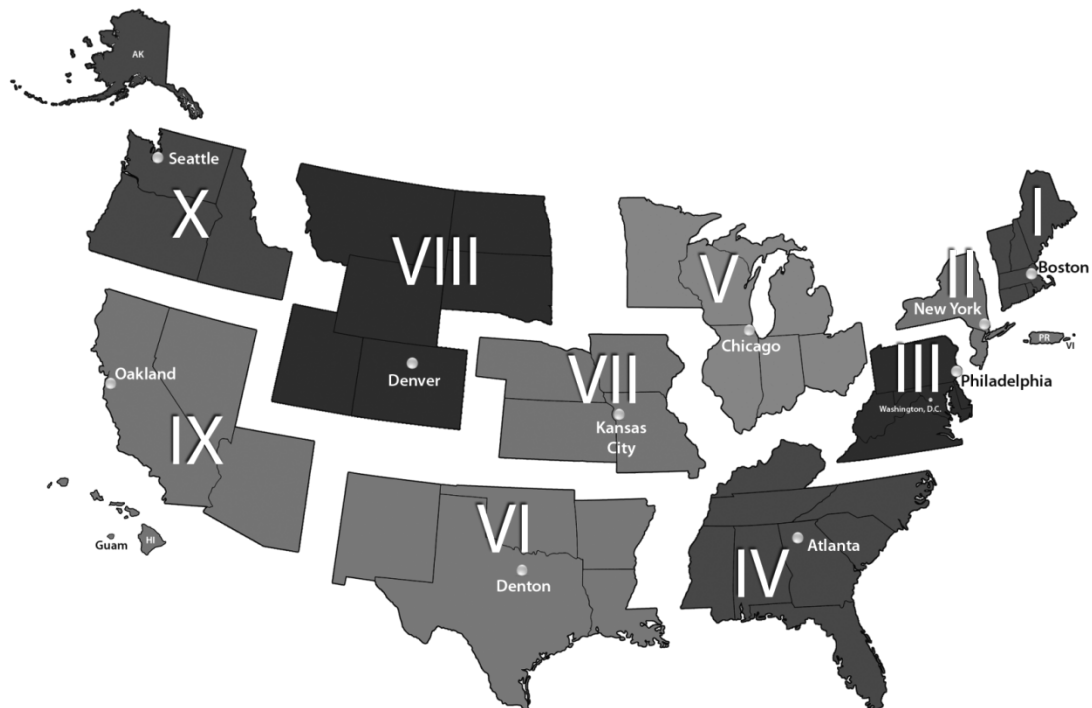 AK
Seattle
X
VIII
I
V
II
Boston
New York
Chicago
PR
VI
III
Philadelphia
Washington, D.C.
Oakland
Denver
VII
Kansas
City
IX
VI
Denton
IV
Atlanta
Guam
HI